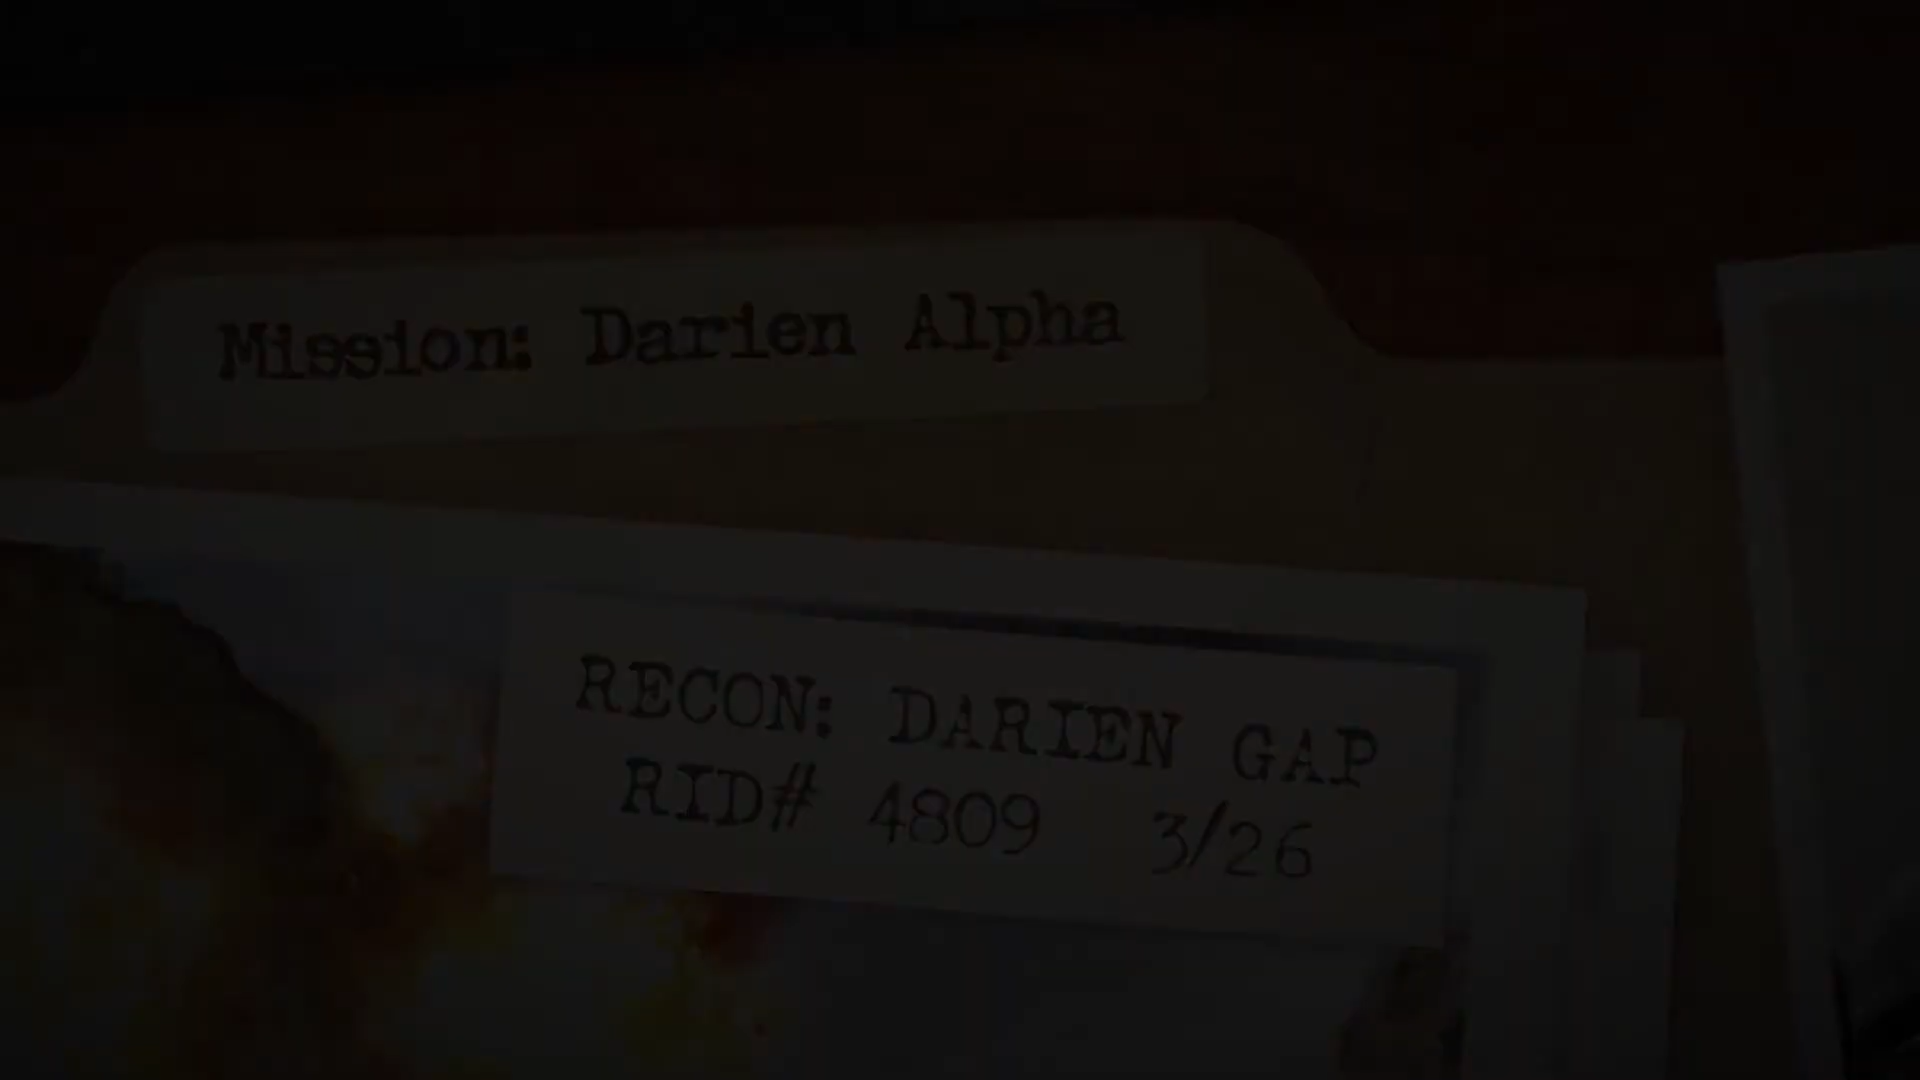 Mission: Darien Alpha
RECON: DARIEN GAP
RID# 4809 3/26